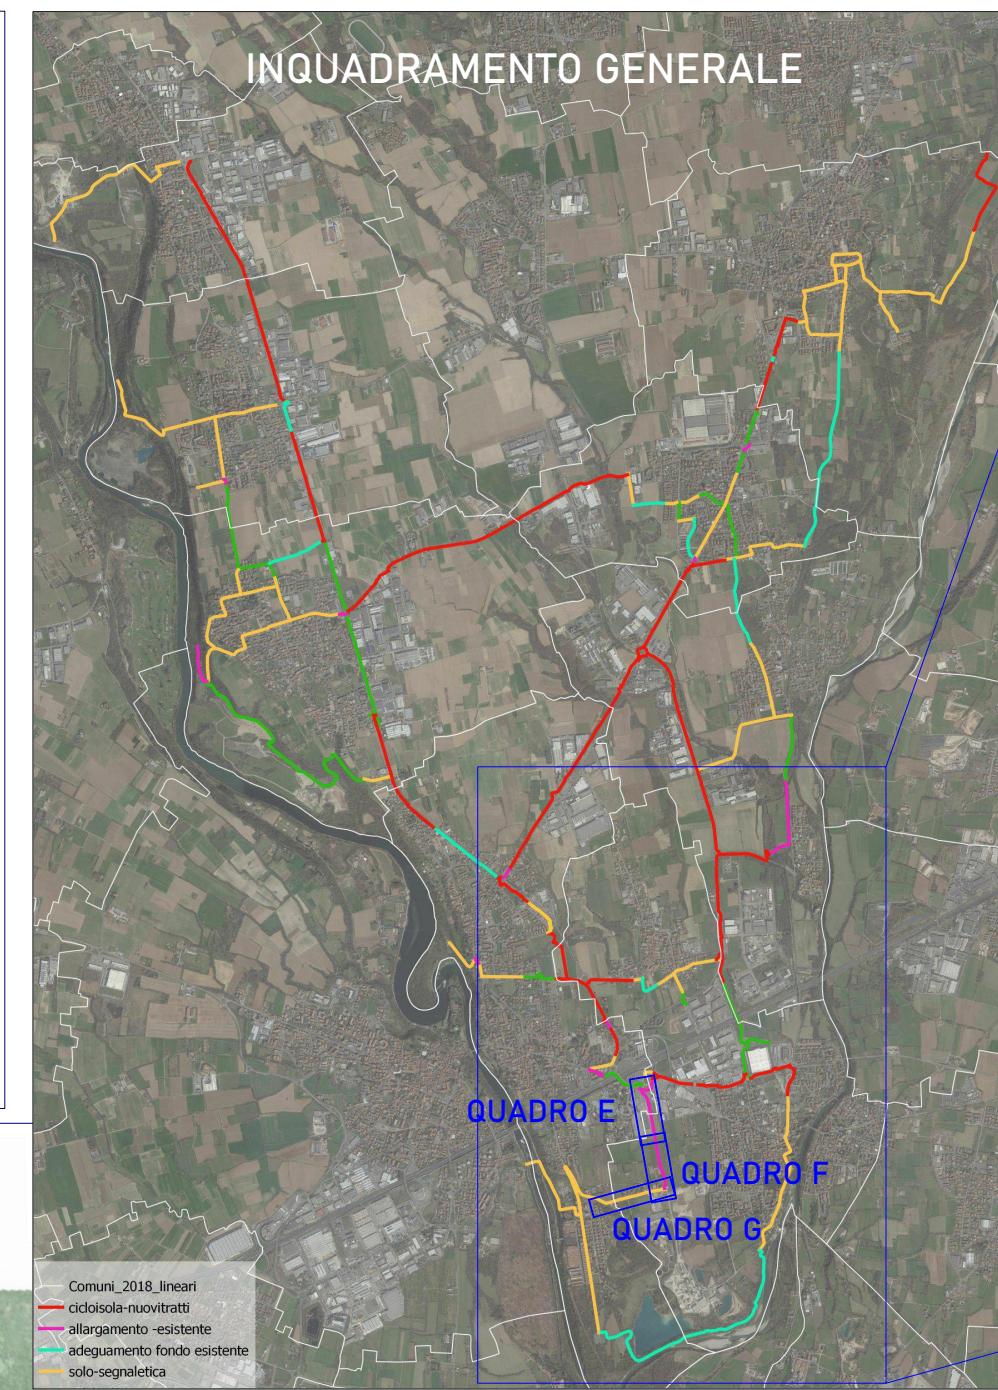 INQUADRAMENTO GENERALE
QUADRO E
QUADRO F
QUADRO G
Comuni_2018_lineari
cicloisola-nuovitratti
allargamento -esistente
adeguamento fondo esistente
solo-segnaletica